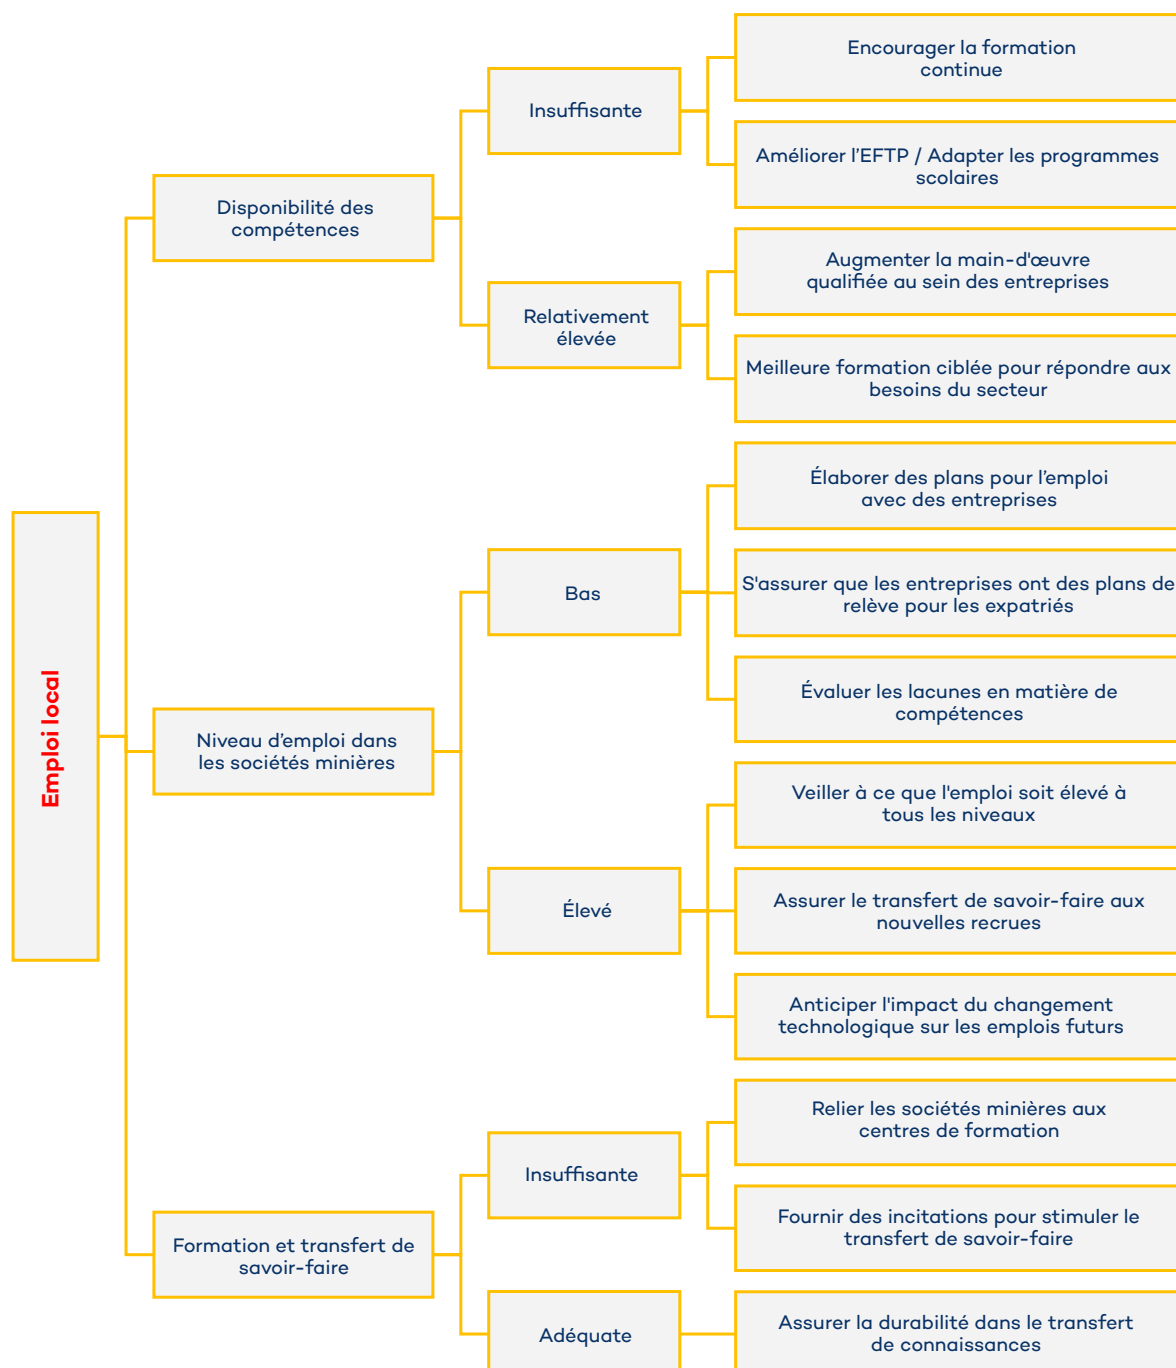 Emploi local
Disponibilité des
compétences
Insuffisante
Encourager la formation
continue
Améliorer l’EFTP / Adapter les programmes
scolaires
Relativement
élevée
Augmenter la main-d'œuvre
qualifiée au sein des entreprises
Meilleure formation ciblée pour répondre aux
besoins du secteur
Niveau d’emploi dans
les sociétés minières
Bas
Élaborer des plans pour l’emploi
avec des entreprises
S'assurer que les entreprises ont des plans de
relève pour les expatriés
Évaluer les lacunes en matière de
compétences
Élevé
Veiller à ce que l'emploi soit élevé à
tous les niveaux
Assurer le transfert de savoir-faire aux
nouvelles recrues
Anticiper l'impact du changement
technologique sur les emplois futurs
Formation et transfert de
savoir-faire
Insuffisante
Relier les sociétés minières aux
centres de formation
Fournir des incitations pour stimuler le
transfert de savoir-faire
Adéquate
Assurer la durabilité dans le transfert
de connaissances